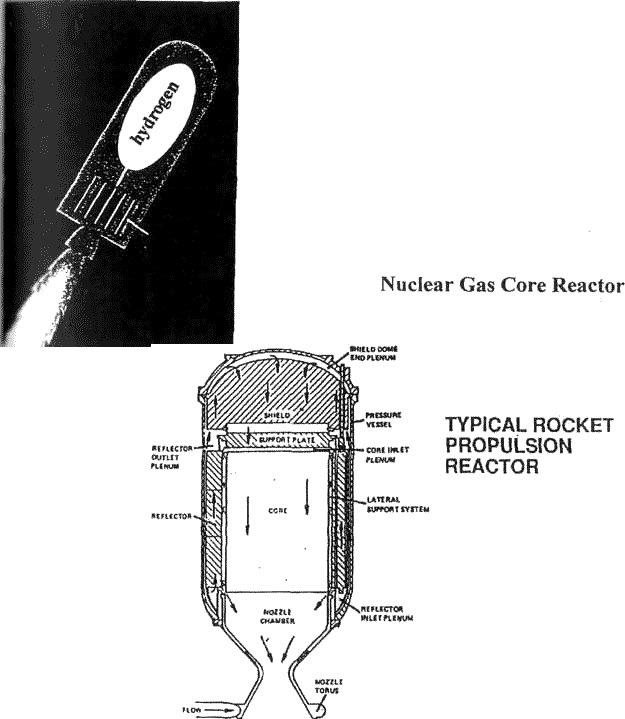 hydrogen
Nuclear Gas Core Reactor
SHIELD DOME
END PLENUM
SHIELD
PRESSURE
VESSEL
SUPPORT PLATE
REFLECTOR
OUTLET
PLENUM
CORE INLET
PLENUM
TYPICAL ROCKET
PROPULSION
REACTOR
LATERAL
SUPPORT SYSTEM
CORE
REFLECTOR
NOZZLE
CHAMBER
REFLECTOR
INLET PLENUM
NOZZLE
TORUS
FLOW